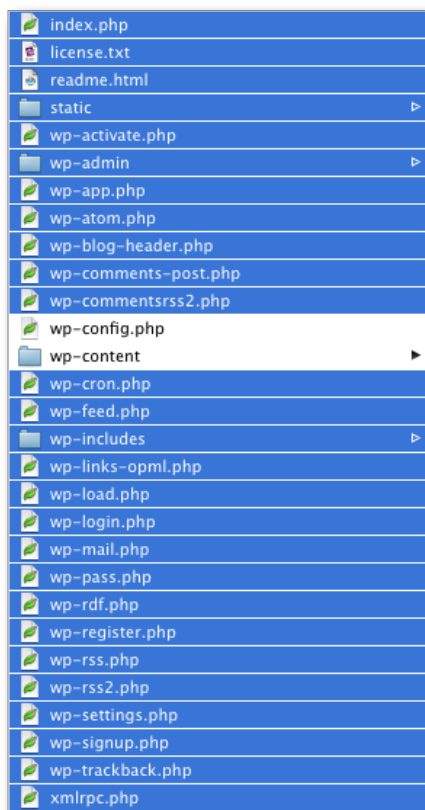 index.php
license.txt
readme.html
static
wp-activate.php
wp-admin
wp-app.php
wp-atom.php
wp-blog-header.php
wp-comments-post.php
wp-commentsrss2.php
wp-config.php
wp-content
wp-cron.php
wp-feed.php
wp-includes
wp-links-opml.php
wp-load.php
wp-login.php
wp-mail.php
wp-pass.php
wp-rdf.php
wp-register.php
wp-rss.php
wp-rss2.php
wp-settings.php
wp-signup.php
wp-trackback.php
xmlrpc.php